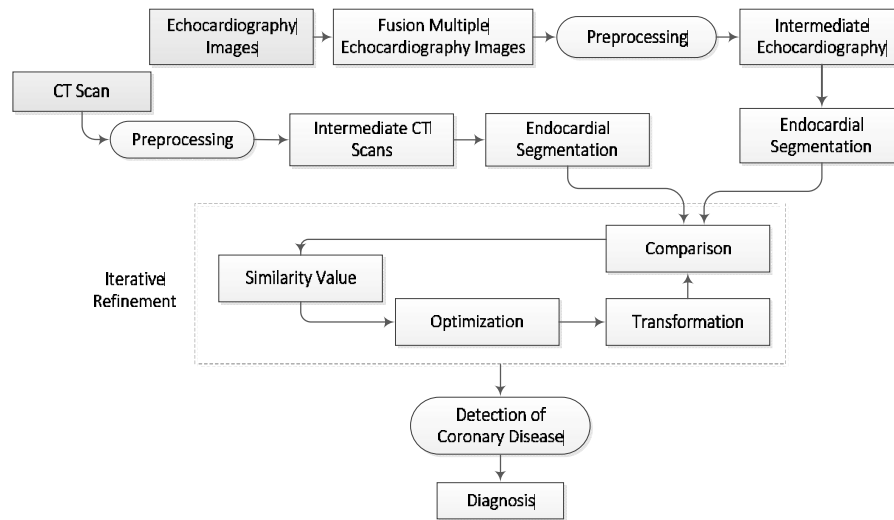 Echocardiography
Images
Fusion Multiple
Echocardiography Images
Preprocessing
Intermediate
Echocardiography
CT Scan
Preprocessing
Intermediate CT
Scans
Endocardial
Segmentation
Endocardial
Segmentation
Comparison
Iterative
Refinement
Similarity Value
Optimization
Transformation
Detection of
Coronary Disease
Diagnosis